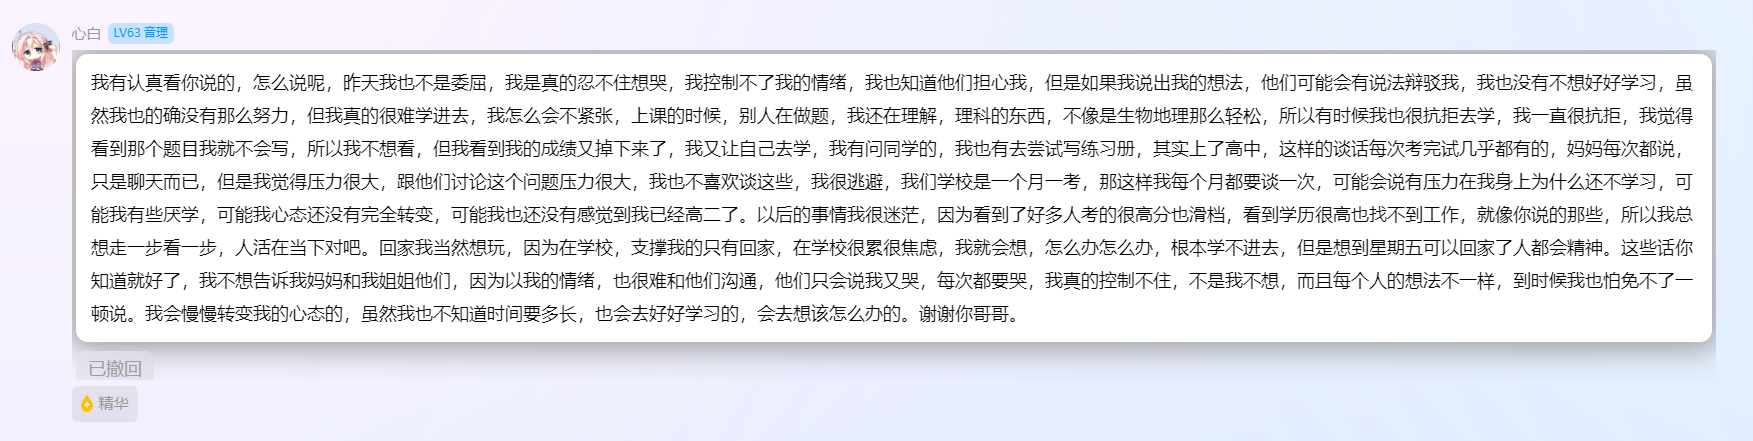 心白 LV63 音理
我有认真看你说的，怎么说呢，昨天我也不是委屈，我是真的忍不住想哭，我控制不了我的情绪，我也知道他们担心我，但是如果我说出我的想法，他们可能会有说法辩驳我，我也没有不想好好学习，虽
然我也的确没有那么努力，但我真的很难学进去，我怎么会不紧张，上课的时候，别人在做题，我还在理解，理科的东西，不像是生物地理那么轻松，所以有时候我也很抗拒去学，我一直很抗拒，我觉得
看到那个题目我就不会写，所以我不想看，但我看到我的成绩又掉下来了，我又让自己去学，我有问同学的，我也有去尝试写练习册，其实上了高中，这样的谈话每次考完试几乎都有的，妈妈每次都说，
只是聊天而已，但是我觉得压力很大，跟他们讨论这个问题压力很大，我也不喜欢谈这些，我很逃避，我们学校是一个月一考，那这样我每个月都要谈一次，可能会说有压力在我身上为什么还不学习，可
能我有些厌学，可能我心态还没有完全转变，可能我也还没有感觉到我已经高二了。以后的事情我很迷茫，因为看到了好多人考的很高分也滑档，看到学历很高也找不到工作，就像你说的那些，所以我总
想走一步看一步，人活在当下对吧。回家我当然想玩，因为在学校，支撑我的只有回家，在学校很累很焦虑，我就会想，怎么办怎么办，根本学不进去，但是想到星期五可以回家了人都会精神。这些话你
知道就好了，我不想告诉我妈妈和我姐姐他们，因为以我的情绪，也很难和他们沟通，他们只会说我又哭，每次都要哭，我真的控制不住，不是我不想，而且每个人的想法不一样，到时候我也怕免不了一
顿说。我会慢慢转变我的心态的，虽然我也不知道时间要多长，也会去好好学习的，会去想该怎么办的。谢谢你哥哥。
已撤回
精华